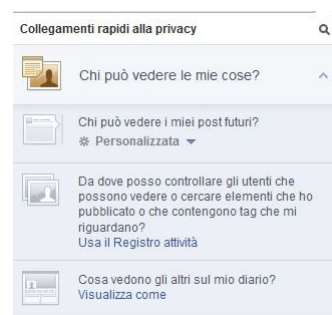 Collegamenti rapidi alla privacy
Chi può vedere le mie cose?
Chi può vedere i miei post futuri?
Personalizzata
Da dove posso controllare gli utenti che
possono vedere o cercare elementi che ho
pubblicato o che contengono tag che mi
riguardano?
Usa il Registro attività
Cosa vedono gli altri sul mio diario?
Visualizza come